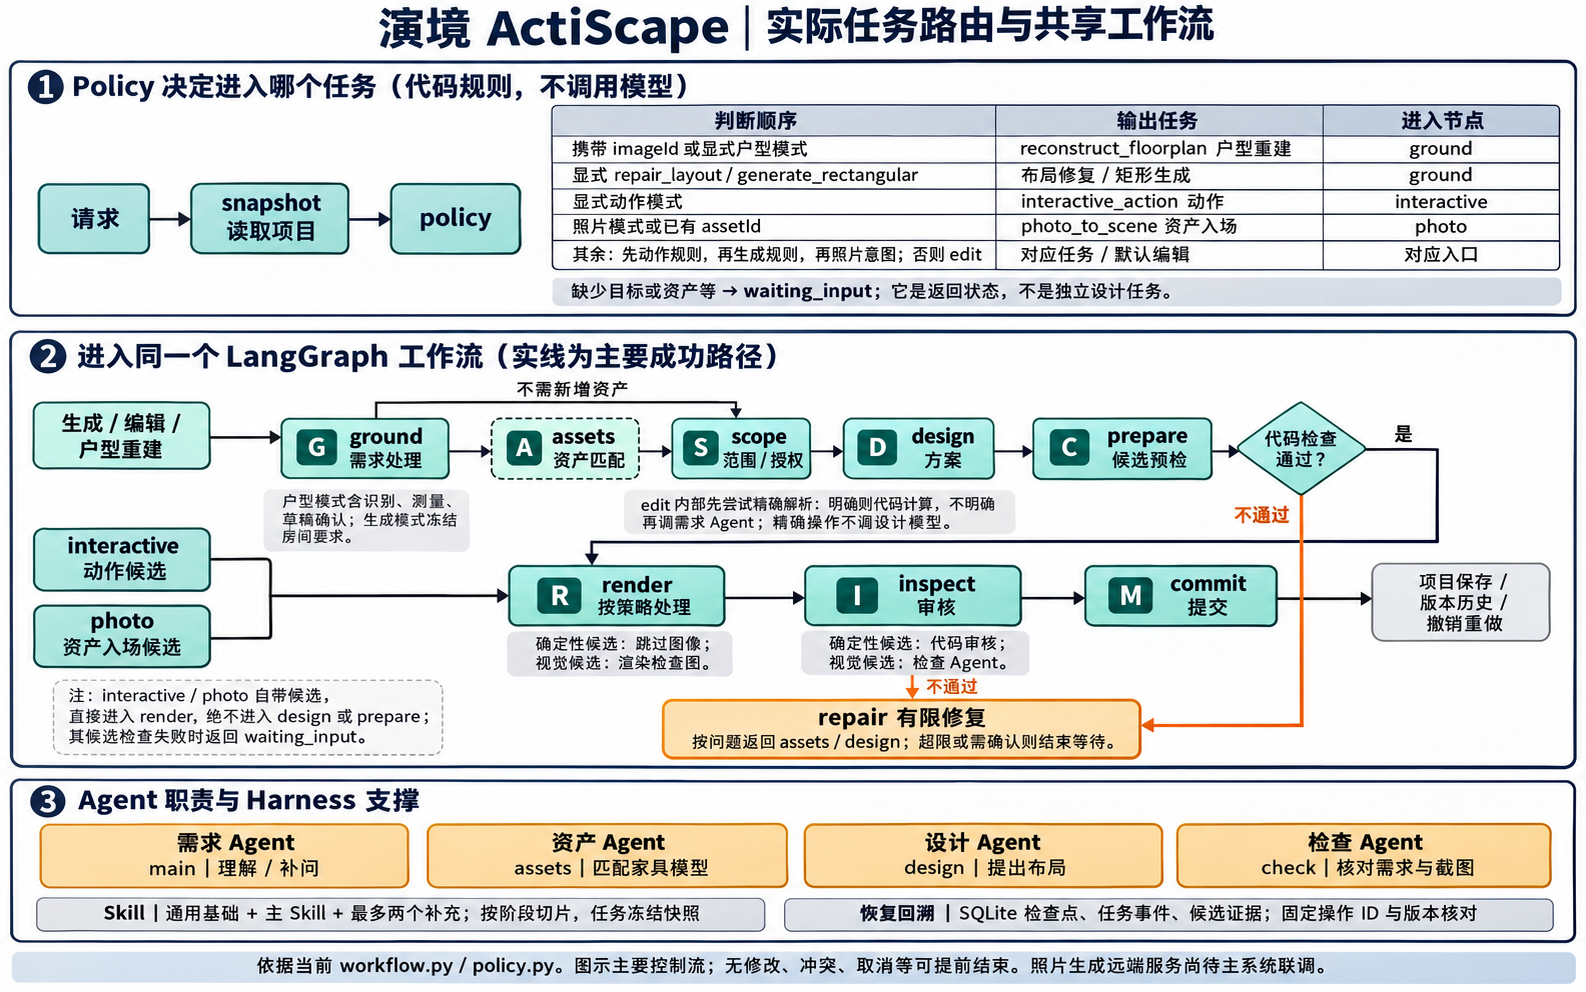 演境 ActiScape | 实际任务路由与共享工作流
1 Policy 决定进入哪个任务（代码规则，不调用模型）
请求
snapshot
读取项目
policy
判断顺序 输出任务 进入节点
携带 imageId 或显式户型模式 reconstruct_floorplan 户型重建 ground
显式 repair_layout / generate_rectangular 布局修复 / 矩形生成 ground
显式动作模式 interactive_action 动作 interactive
照片模式或已有 assetId photo_to_scene 资产入场 photo
其余：先动作规则，再生成规则，再照片意图；否则 edit 对应任务 / 默认编辑 对应入口
缺少目标或资产等 → waiting_input；它是返回状态，不是独立设计任务。
2 进入同一个 LangGraph 工作流（实线为主要成功路径）
不需新增资产
生成 / 编辑 /
户型重建
G ground
需求处理
A assets
资产匹配
S scope
范围 / 授权
D design
方案
C prepare
候选预检
代码检查
通过？
是
不通过
户型模式含识别、测量、
草稿确认；生成模式冻结
房间要求。
edit 内部先尝试精确解析：明确则代码计算，不明确
再调需求 Agent；精确操作不调设计模型。
interactive
动作候选
photo
资产入场候选
R render
按策略处理
I inspect
审核
M commit
提交
项目保存 /
版本历史 /
撤销重做
确定性候选：跳过图像；
视觉候选：渲染检查图。
确定性候选：代码审核；
视觉候选：检查 Agent。
不通过
注：interactive / photo 自带候选，
直接进入 render, 绝不进入 design 或 prepare；
其候选检查失败时返回 waiting_input。
repair 有限修复
按问题返回 assets / design；超限或需确认则结束等待。
3 Agent 职责与 Harness 支撑
需求 Agent
main | 理解 / 补问
资产 Agent
assets | 匹配家具模型
设计 Agent
design | 提出布局
检查 Agent
check | 核对需求与截图
Skill | 通用基础 + 主 Skill + 最多两个补充；按阶段切片，任务冻结快照
恢复回溯 | SQLite 检查点、任务事件、候选证据；固定操作 ID 与版本核对
依据当前 workflow.py / policy.py。图示主要控制流；无修改、冲突、取消等可提前结束。照片生成远端服务尚待主系统联调。